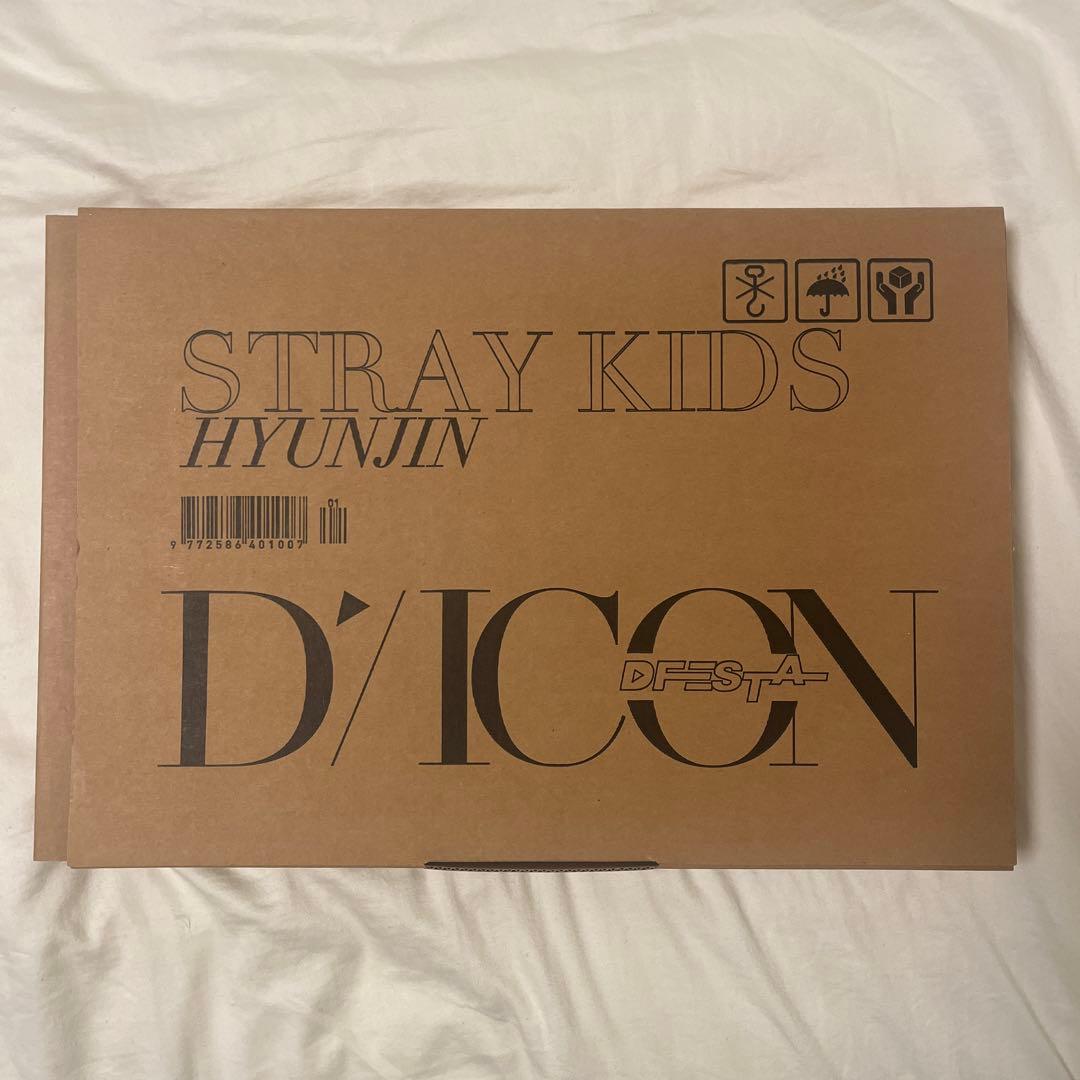 STRAY KIDS
HYUNJIN
01
9 772586 401007
D'/ICON
DFESTA